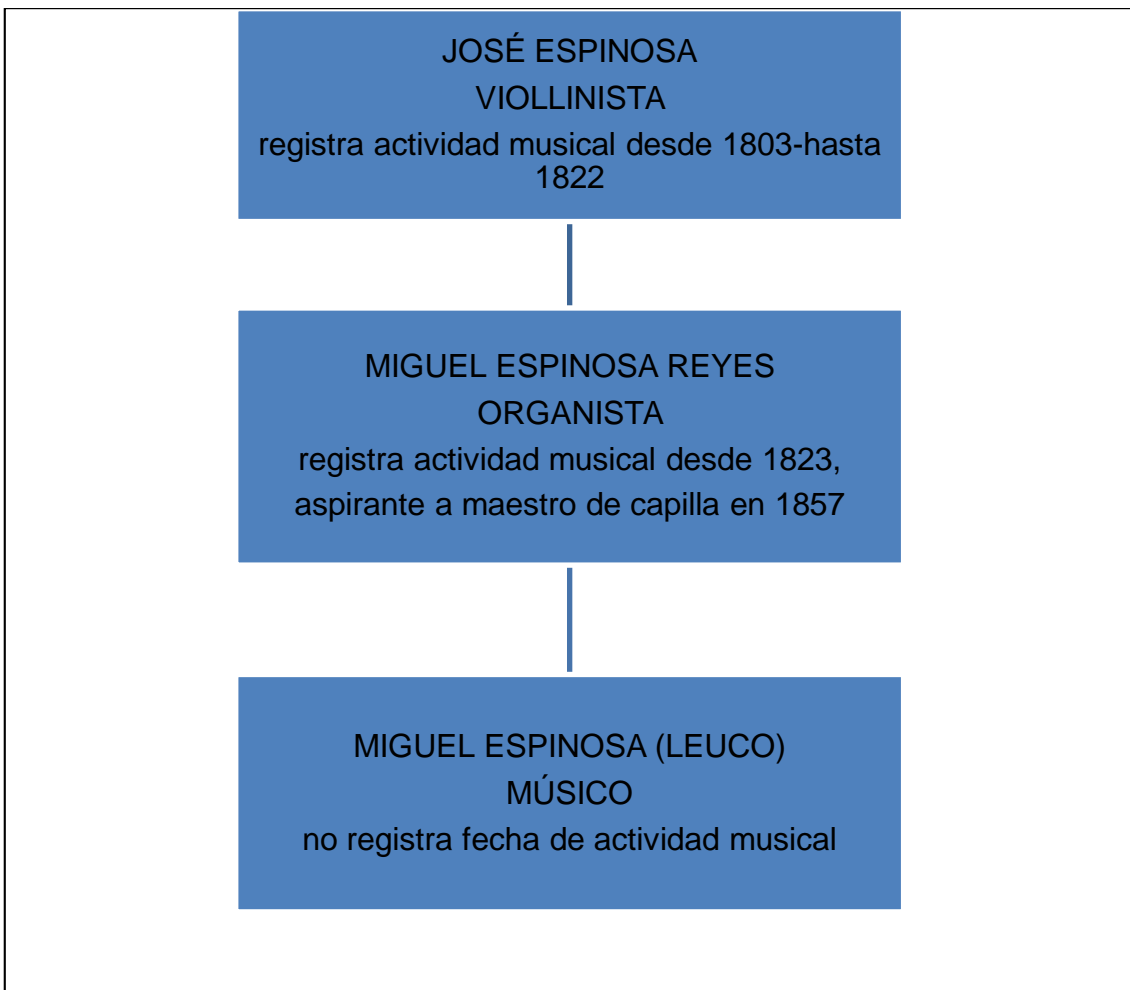 JOSÉ ESPINOSA
VIOLLINISTA
registra actividad musical desde 1803-hasta
1822
MIGUEL ESPINOSA REYES
ORGANISTA
registra actividad musical desde 1823,
aspirante a maestro de capilla en 1857
MIGUEL ESPINOSA (LEUCO)
MÚSICO
no registra fecha de actividad musical